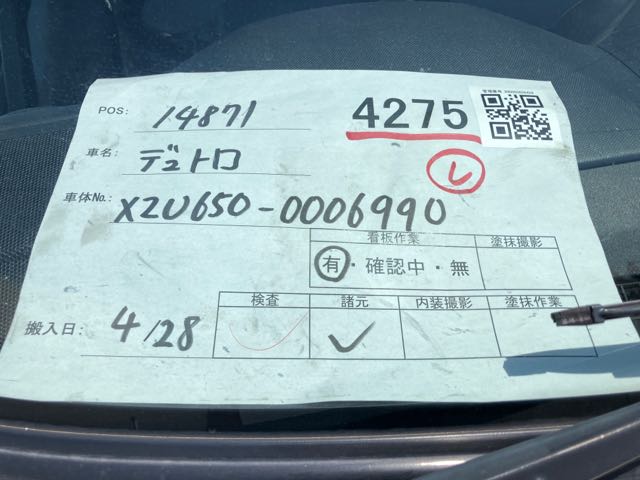 POS: 14871 4275
車名: デュトロ レ
車体No.: XZU650-0006990
看板作業 塗抹撮影
有・確認中・無
検査 諸元 内装撮影 塗抹作業
搬入日: 4/28